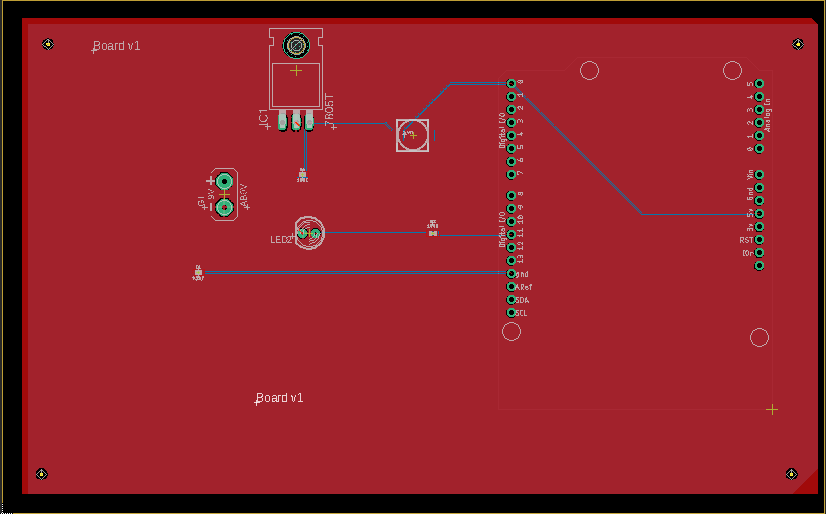 Board v1
IC1
7805T
G1
9V
AB9V
LED2
Board v1
Digital I/O
0
1
2
3
4
5
6
7
Digital I/O
8
9
10
11
12
13
gnd
ARef
SDA
SCL
Analog In
5
4
3
2
1
0
Vin
Gnd
5v
3v
RST
IOr